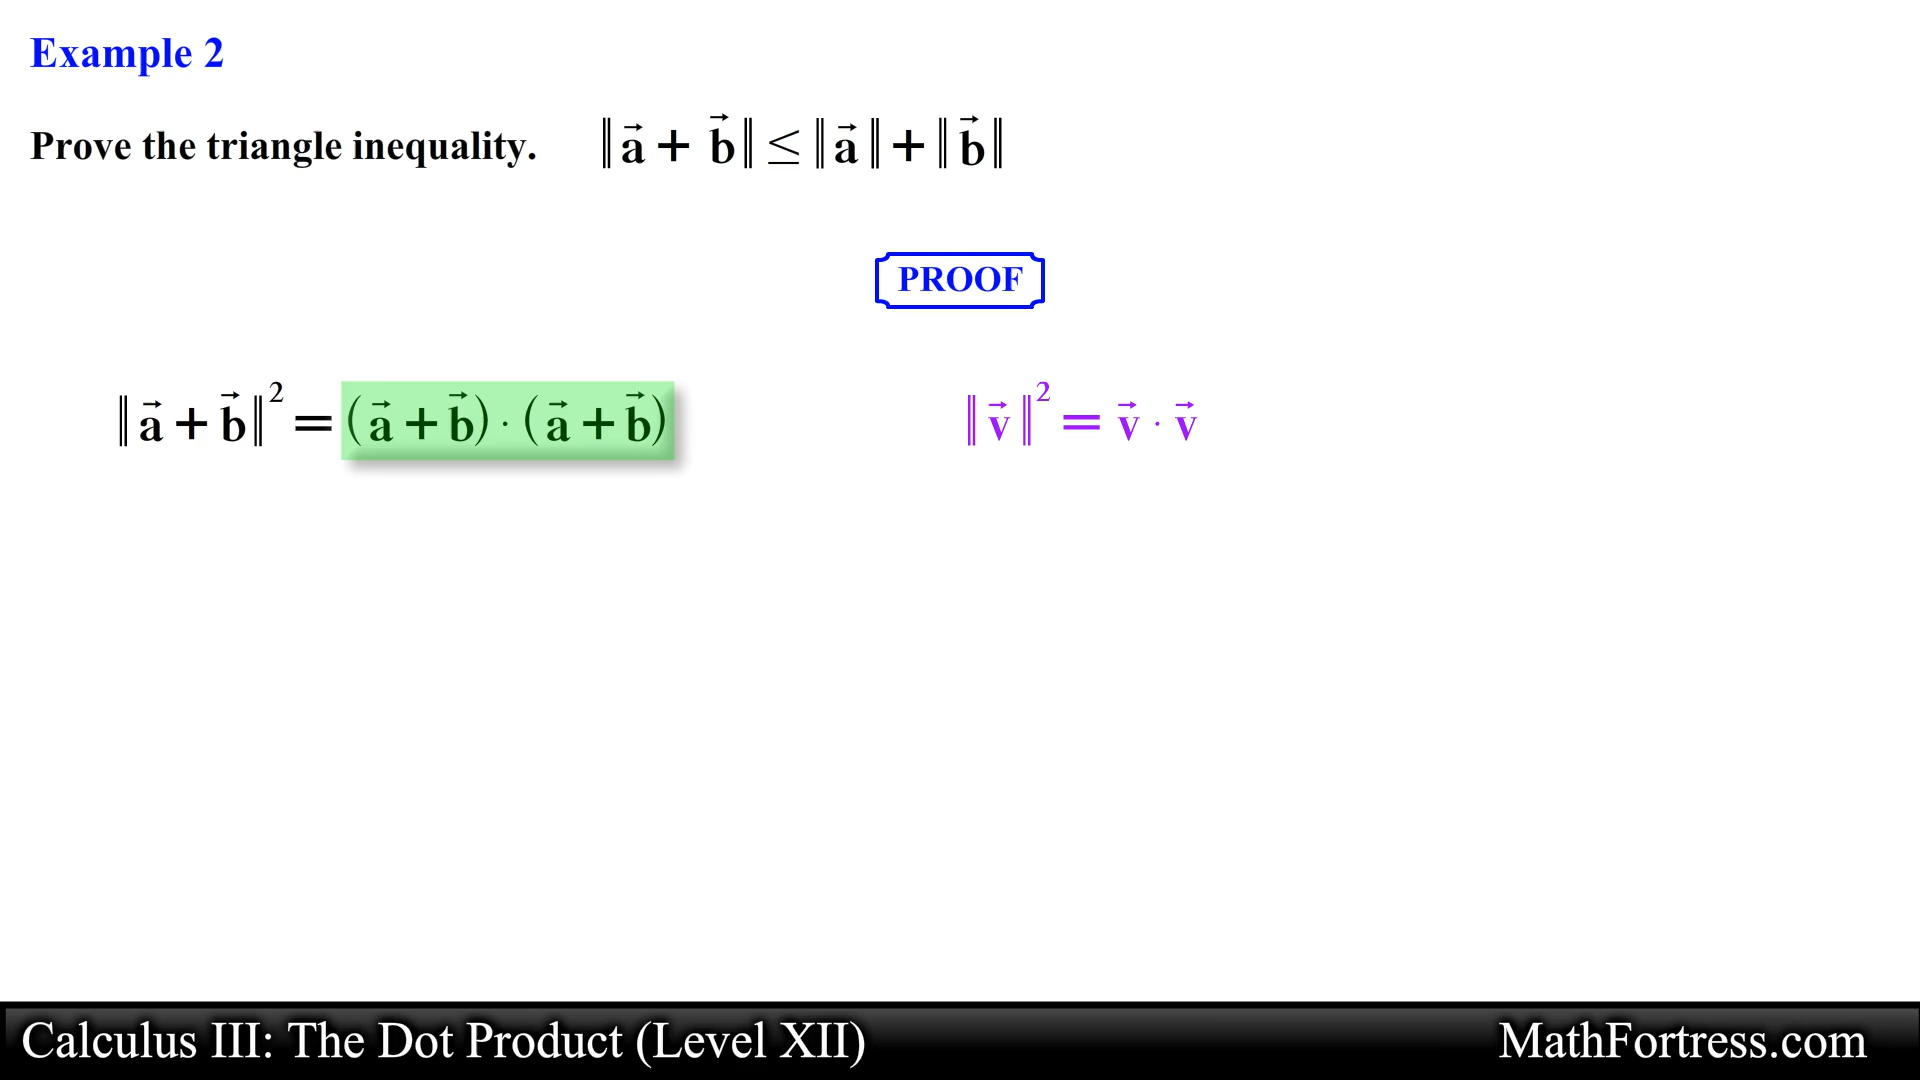 Example 2
Prove the triangle inequality. ‖a⃗ + b⃗‖ ≤ ‖a⃗‖ + ‖b⃗‖
PROOF
‖a⃗ + b⃗‖² = (a⃗ + b⃗) · (a⃗ + b⃗) ‖v⃗‖² = v⃗ · v⃗
Calculus III: The Dot Product (Level XII) MathFortress.com